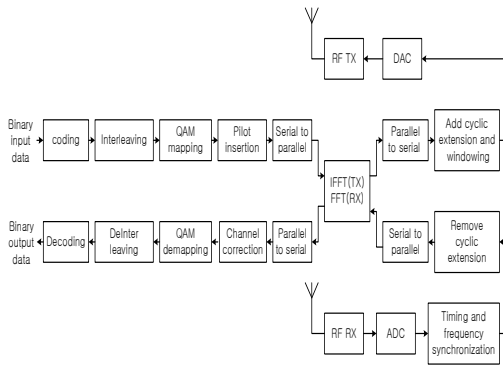 RF TX
DAC
Binary
input
data
coding
Interleaving
QAM
mapping
Pilot
insertion
Serial to
parallel
IFFT(TX)
FFT(RX)
Parallel
to serial
Add cyclic
extension and
windowing
Binary
output
data
Decoding
DeInter
leaving
QAM
demapping
Channel
correction
Parallel
to serial
Serial to
parallel
Remove
cyclic
extension
RF RX
ADC
Timing and
frequency
synchronization